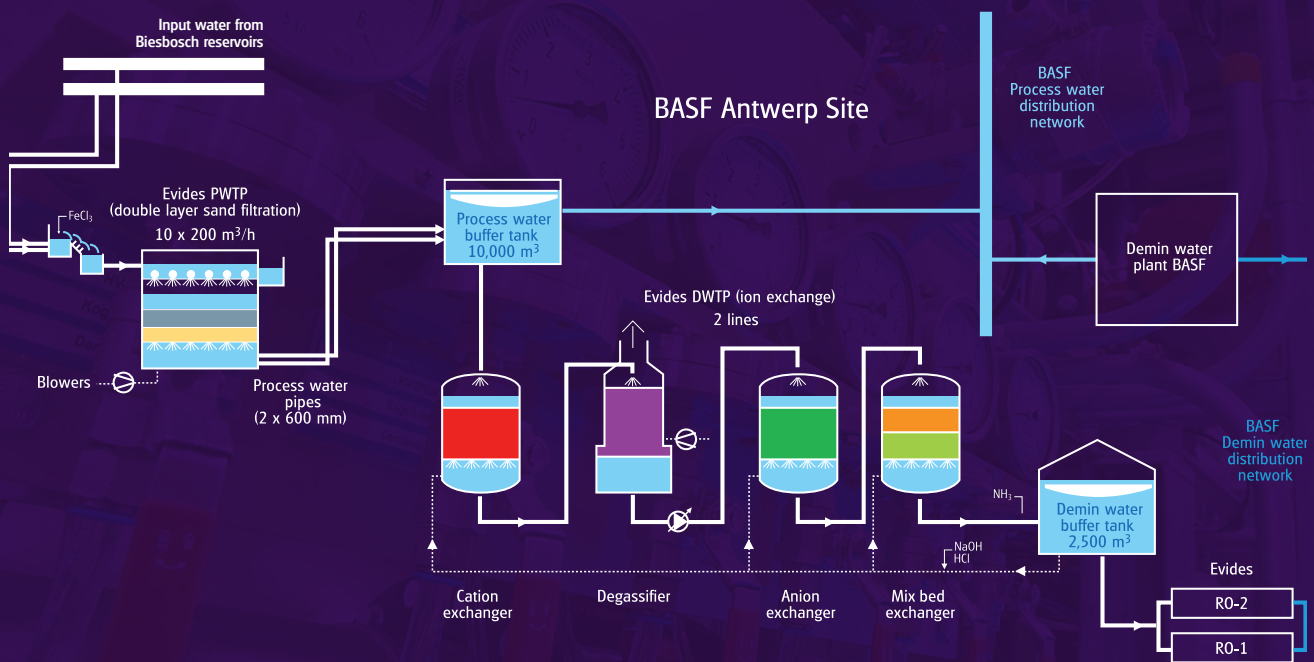 Input water from
Biesbosch reservoirs
BASF Antwerp Site
BASF
Process water
distribution
network
Evides PWTP
(double layer sand filtration)
10 x 200 m³/h
FeCl₃
Process water
buffer tank
10,000 m³
Demin water
plant BASF
Evides DWTP (ion exchange)
2 lines
Blowers
Process water
pipes
(2 x 600 mm)
BASF
Demin water
distribution
network
NH₃
Demin water
buffer tank
2,500 m³
NaOH
HCl
Cation
exchanger
Degassifier
Anion
exchanger
Mix bed
exchanger
Evides
RO-2
RO-1